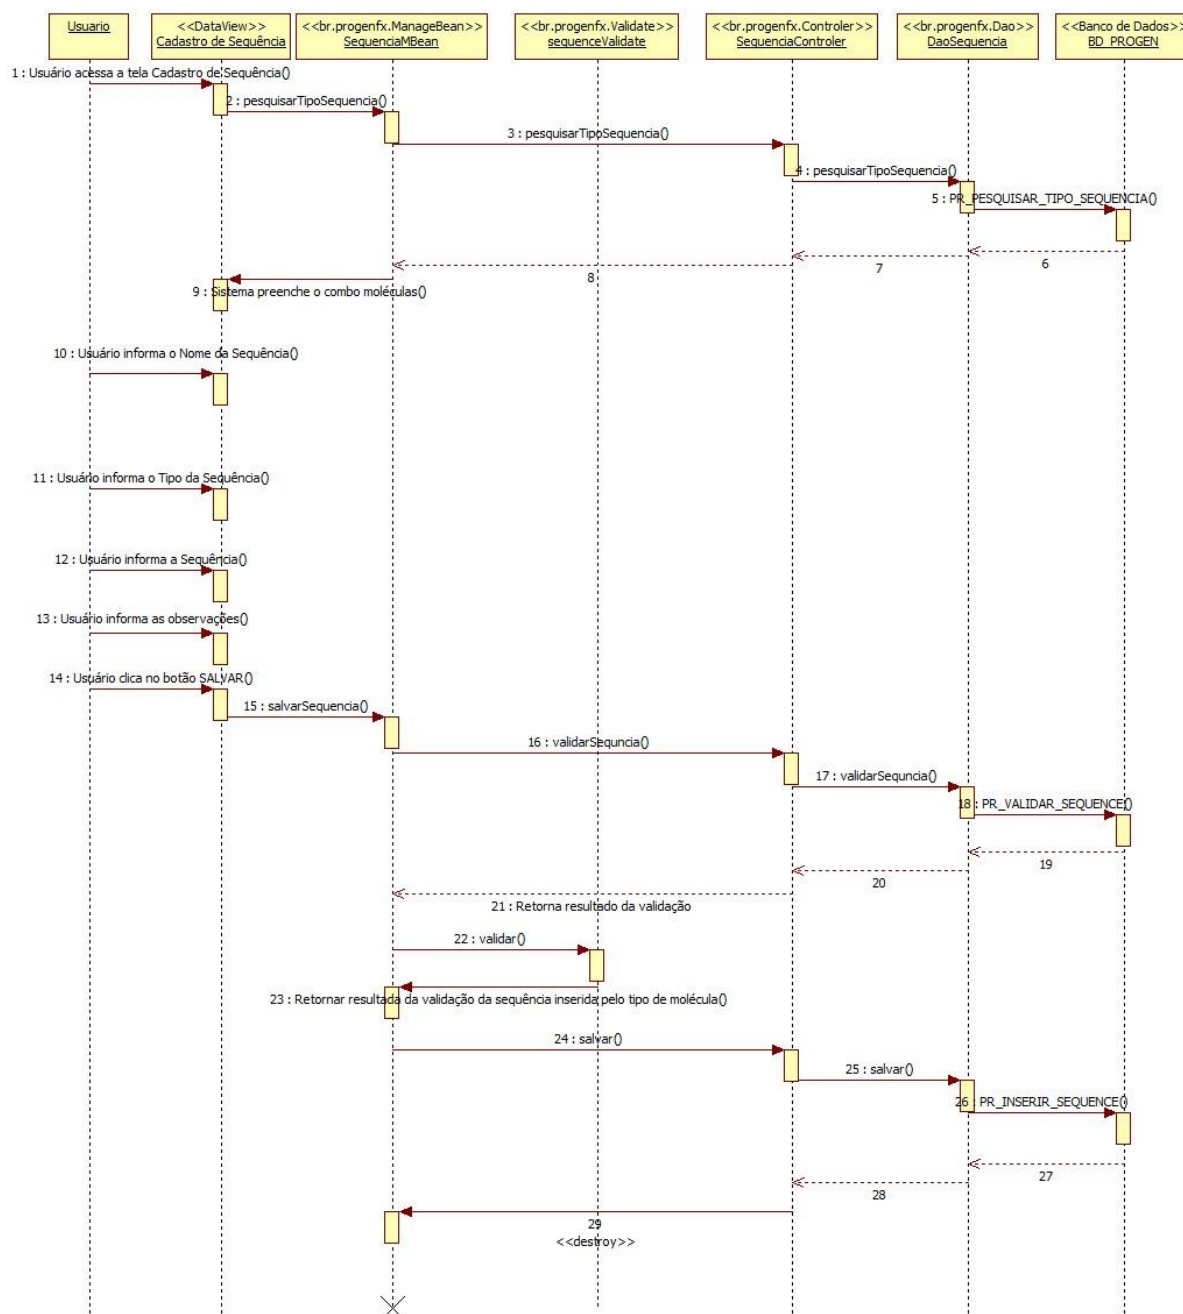 Usuario
<<DataView>>
Cadastro de Sequência
<<br.progenfx.ManageBean>>
SequenciaMBean
<<br.progenfx.Validate>>
sequenceValidate
<<br.progenfx.Controler>>
SequenciaControler
<<br.progenfx.Dao>>
DaoSequencia
<<Banco de Dados>>
BD_PROGEN
1 : Usuário acessa a tela Cadastro de Sequência()
2 : pesquisarTipoSequencia()
3 : pesquisarTipoSequencia()
4 : pesquisarTipoSequencia()
5 : PR_PESQUISAR_TIPO_SEQUENCIA()
6
7
8
9 : Sistema preenche o combo moléculas()
10 : Usuário informa o Nome da Sequência()
11 : Usuário informa o Tipo da Sequência()
12 : Usuário informa a Sequência()
13 : Usuário informa as observações()
14 : Usuário clica no botão SALVAR()
15 : salvarSequencia()
16 : validarSequncia()
17 : validarSequncia()
18 : PR_VALIDAR_SEQUENCE()
19
20
21 : Retorna resultado da validação
22 : validar()
23 : Retornar resultada da validação da sequência inserida pelo tipo de molécula()
24 : salvar()
25 : salvar()
26 : PR_INSERIR_SEQUENCE()
27
28
29
<<destroy>>